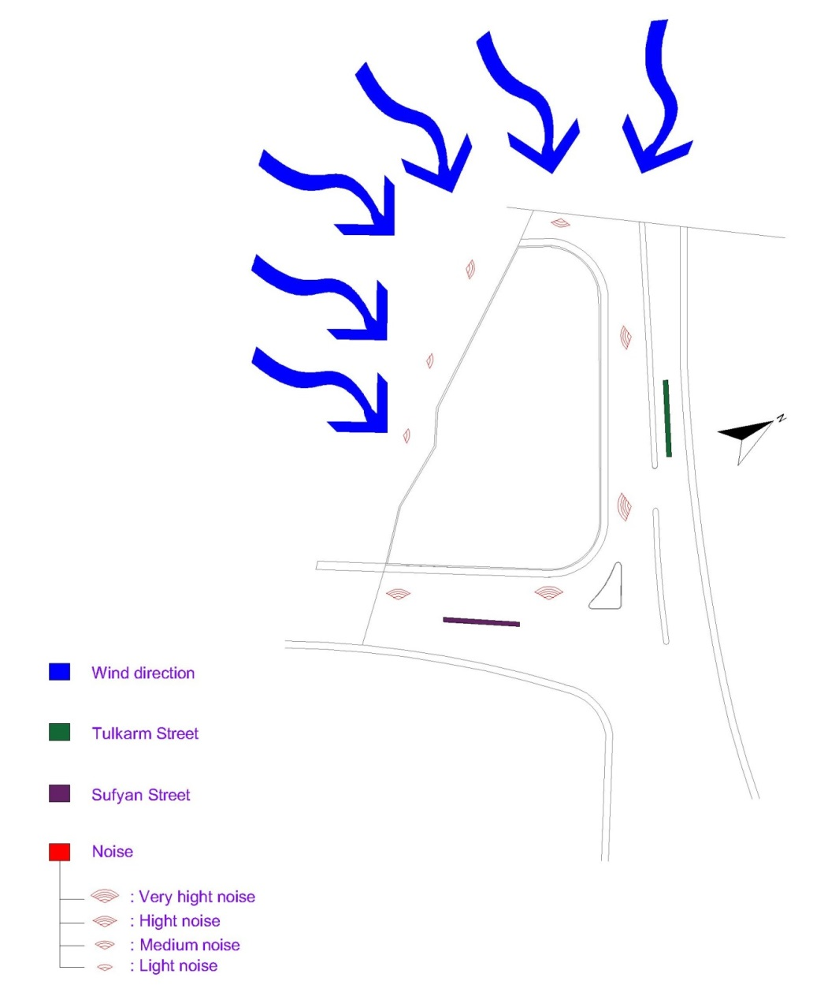 N
Wind direction
Tulkarm Street
Sufyan Street
Noise
: Very hight noise
: Hight noise
: Medium noise
: Light noise